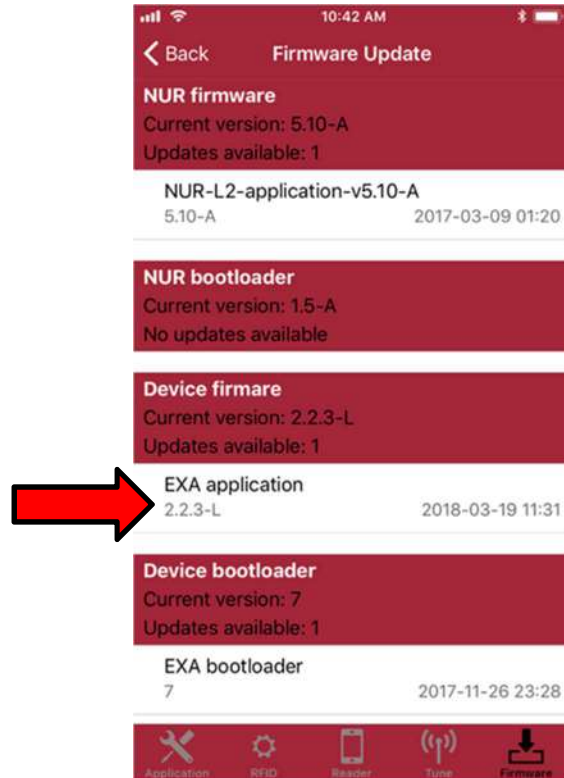 10:42 AM
Back Firmware Update
NUR firmware
Current version: 5.10-A
Updates available: 1
NUR-L2-application-v5.10-A
5.10-A 2017-03-09 01:20
NUR bootloader
Current version: 1.5-A
No updates available
Device firmare
Current version: 2.2.3-L
Updates available: 1
EXA application
2.2.3-L 2018-03-19 11:31
Device bootloader
Current version: 7
Updates available: 1
EXA bootloader
7 2017-11-26 23:28
Application RFID Reader Tune Firmware